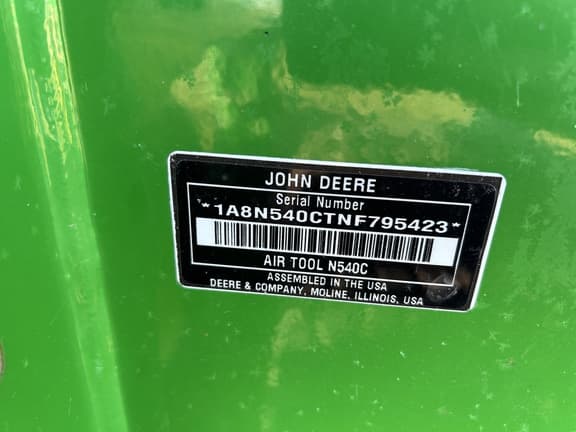 JOHN DEERE
Serial Number
*1A8N540CTNF795423*
AIR TOOL N540C
ASSEMBLED IN THE USA
DEERE & COMPANY, MOLINE, ILLINOIS, USA